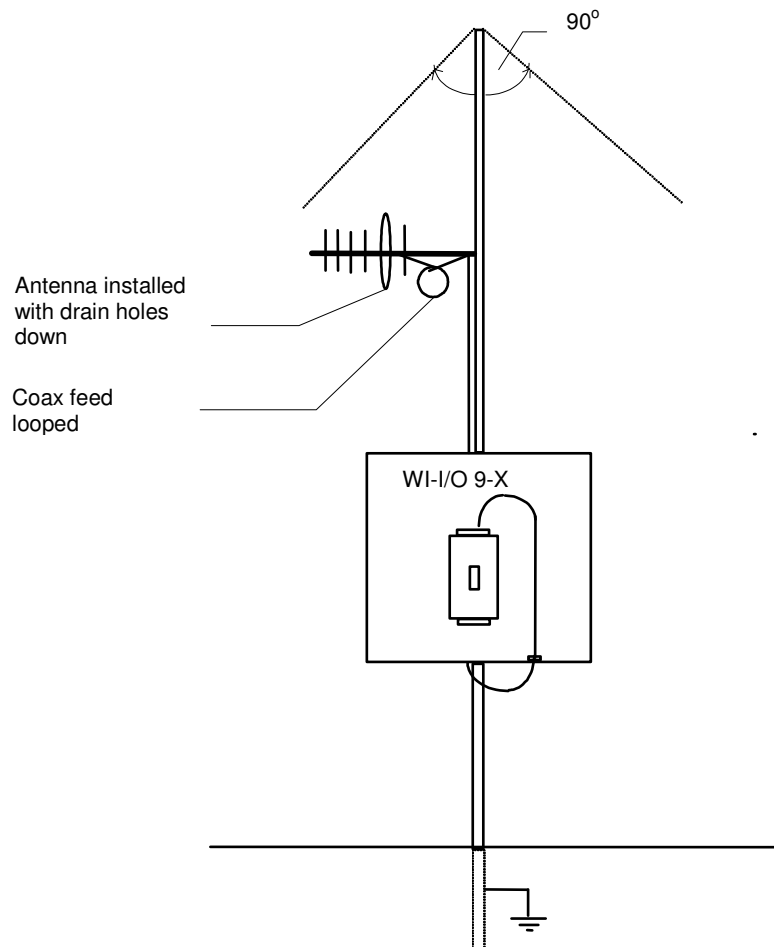 90°
Antenna installed
with drain holes
down
Coax feed
looped
WI-I/O 9-X